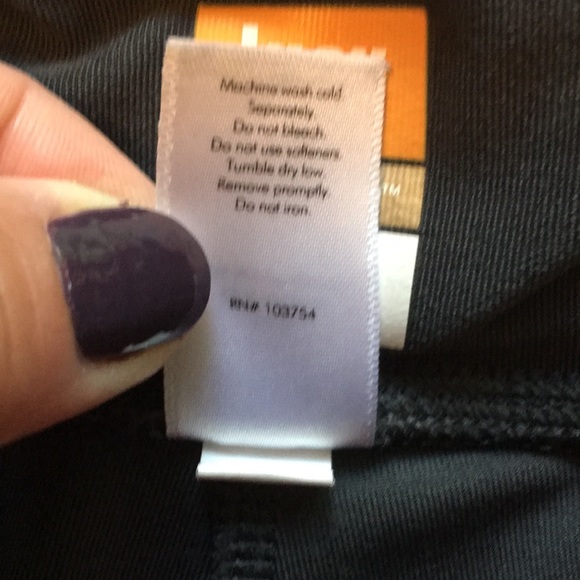 Machine wash cold
Separately.
Do not bleach.
Do not use softeners.
Tumble dry low.
Remove promptly.
Do not iron.
RN# 103754
TM